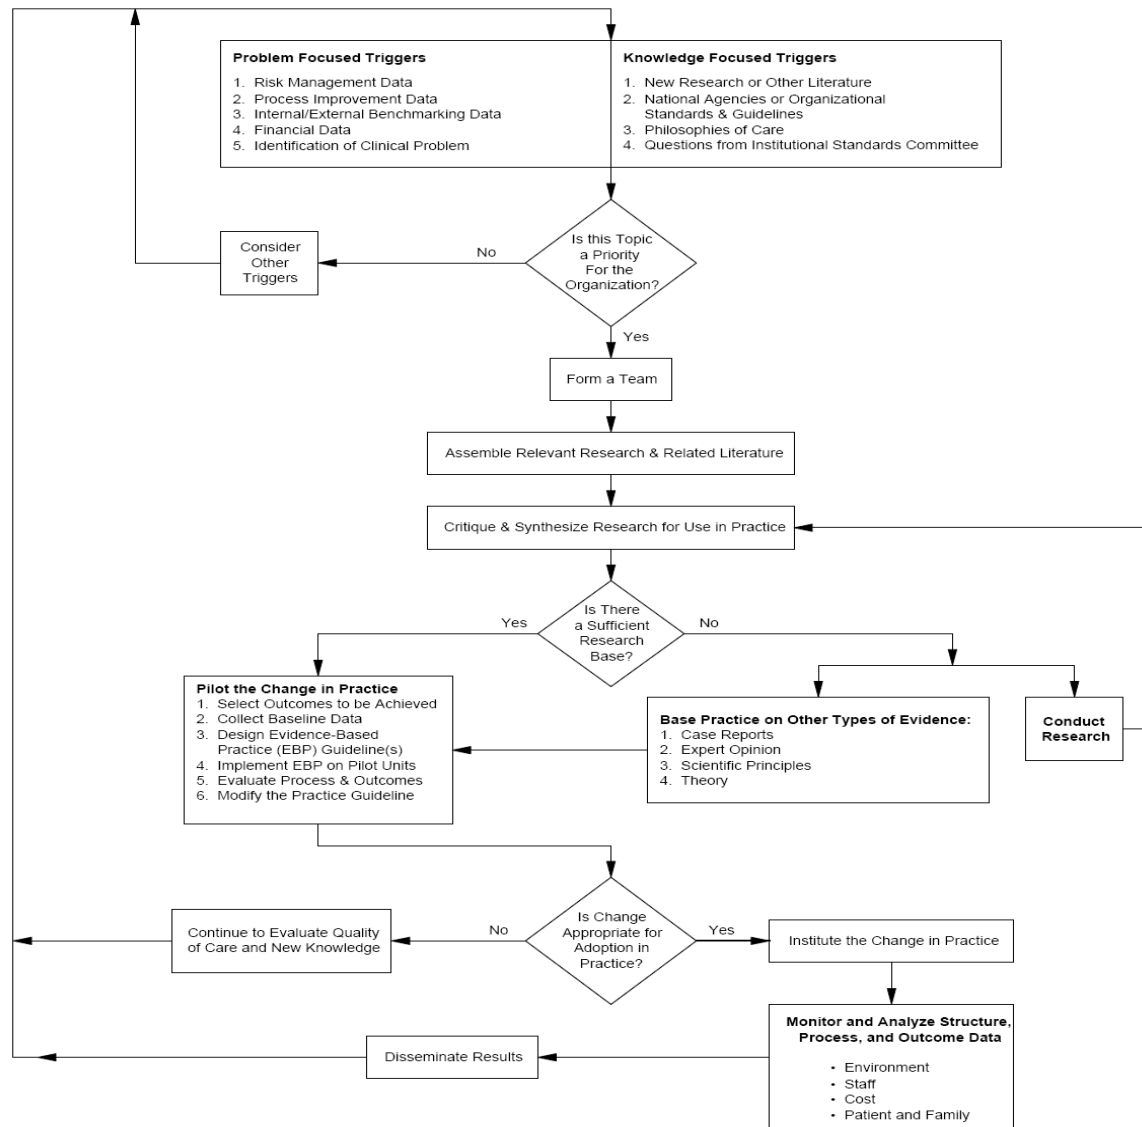 Problem Focused Triggers
1. Risk Management Data
2. Process Improvement Data
3. Internal/External Benchmarking Data
4. Financial Data
5. Identification of Clinical Problem
Knowledge Focused Triggers
1. New Research or Other Literature
2. National Agencies or Organizational
Standards & Guidelines
3. Philosophies of Care
4. Questions from Institutional Standards Committee
Consider
Other
Triggers
No
Is this Topic
a Priority
For the
Organization?
Yes
Form a Team
Assemble Relevant Research & Related Literature
Critique & Synthesize Research for Use in Practice
Yes
Is There
a Sufficient
Research
Base?
No
Pilot the Change in Practice
1. Select Outcomes to be Achieved
2. Collect Baseline Data
3. Design Evidence-Based
Practice (EBP) Guideline(s)
4. Implement EBP on Pilot Units
5. Evaluate Process & Outcomes
6. Modify the Practice Guideline
Base Practice on Other Types of Evidence:
1. Case Reports
2. Expert Opinion
3. Scientific Principles
4. Theory
Conduct
Research
Continue to Evaluate Quality
of Care and New Knowledge
No
Is Change
Appropriate for
Adoption in
Practice?
Yes
Institute the Change in Practice
Monitor and Analyze Structure,
Process, and Outcome Data
• Environment
• Staff
• Cost
• Patient and Family
Disseminate Results